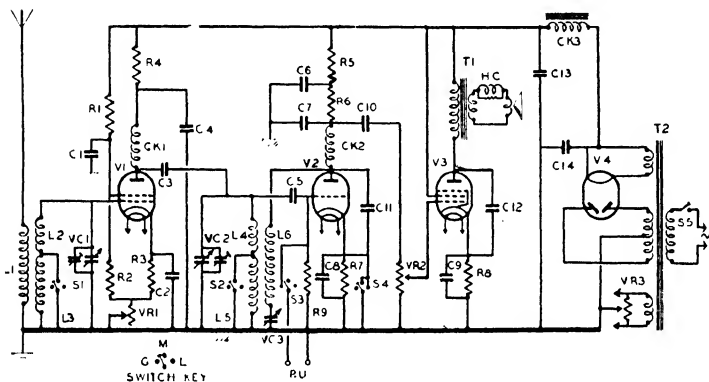 CK3
R4
R5
T1
C6
HC
C13
R1
C4
R6
C7
C10
T2
C1
CK1
CK2
C14
V4
V1
C3
V2
V3
C5
C11
C12
S5
L2
L4
L6
L1
VC1
VC2
R3
C8
R7
C9
R8
VR2
S1
R2
C2
S2
S3
S4
VR3
L3
VR1
L5
VC3
R9
M
G L
SWITCH KEY
P.U